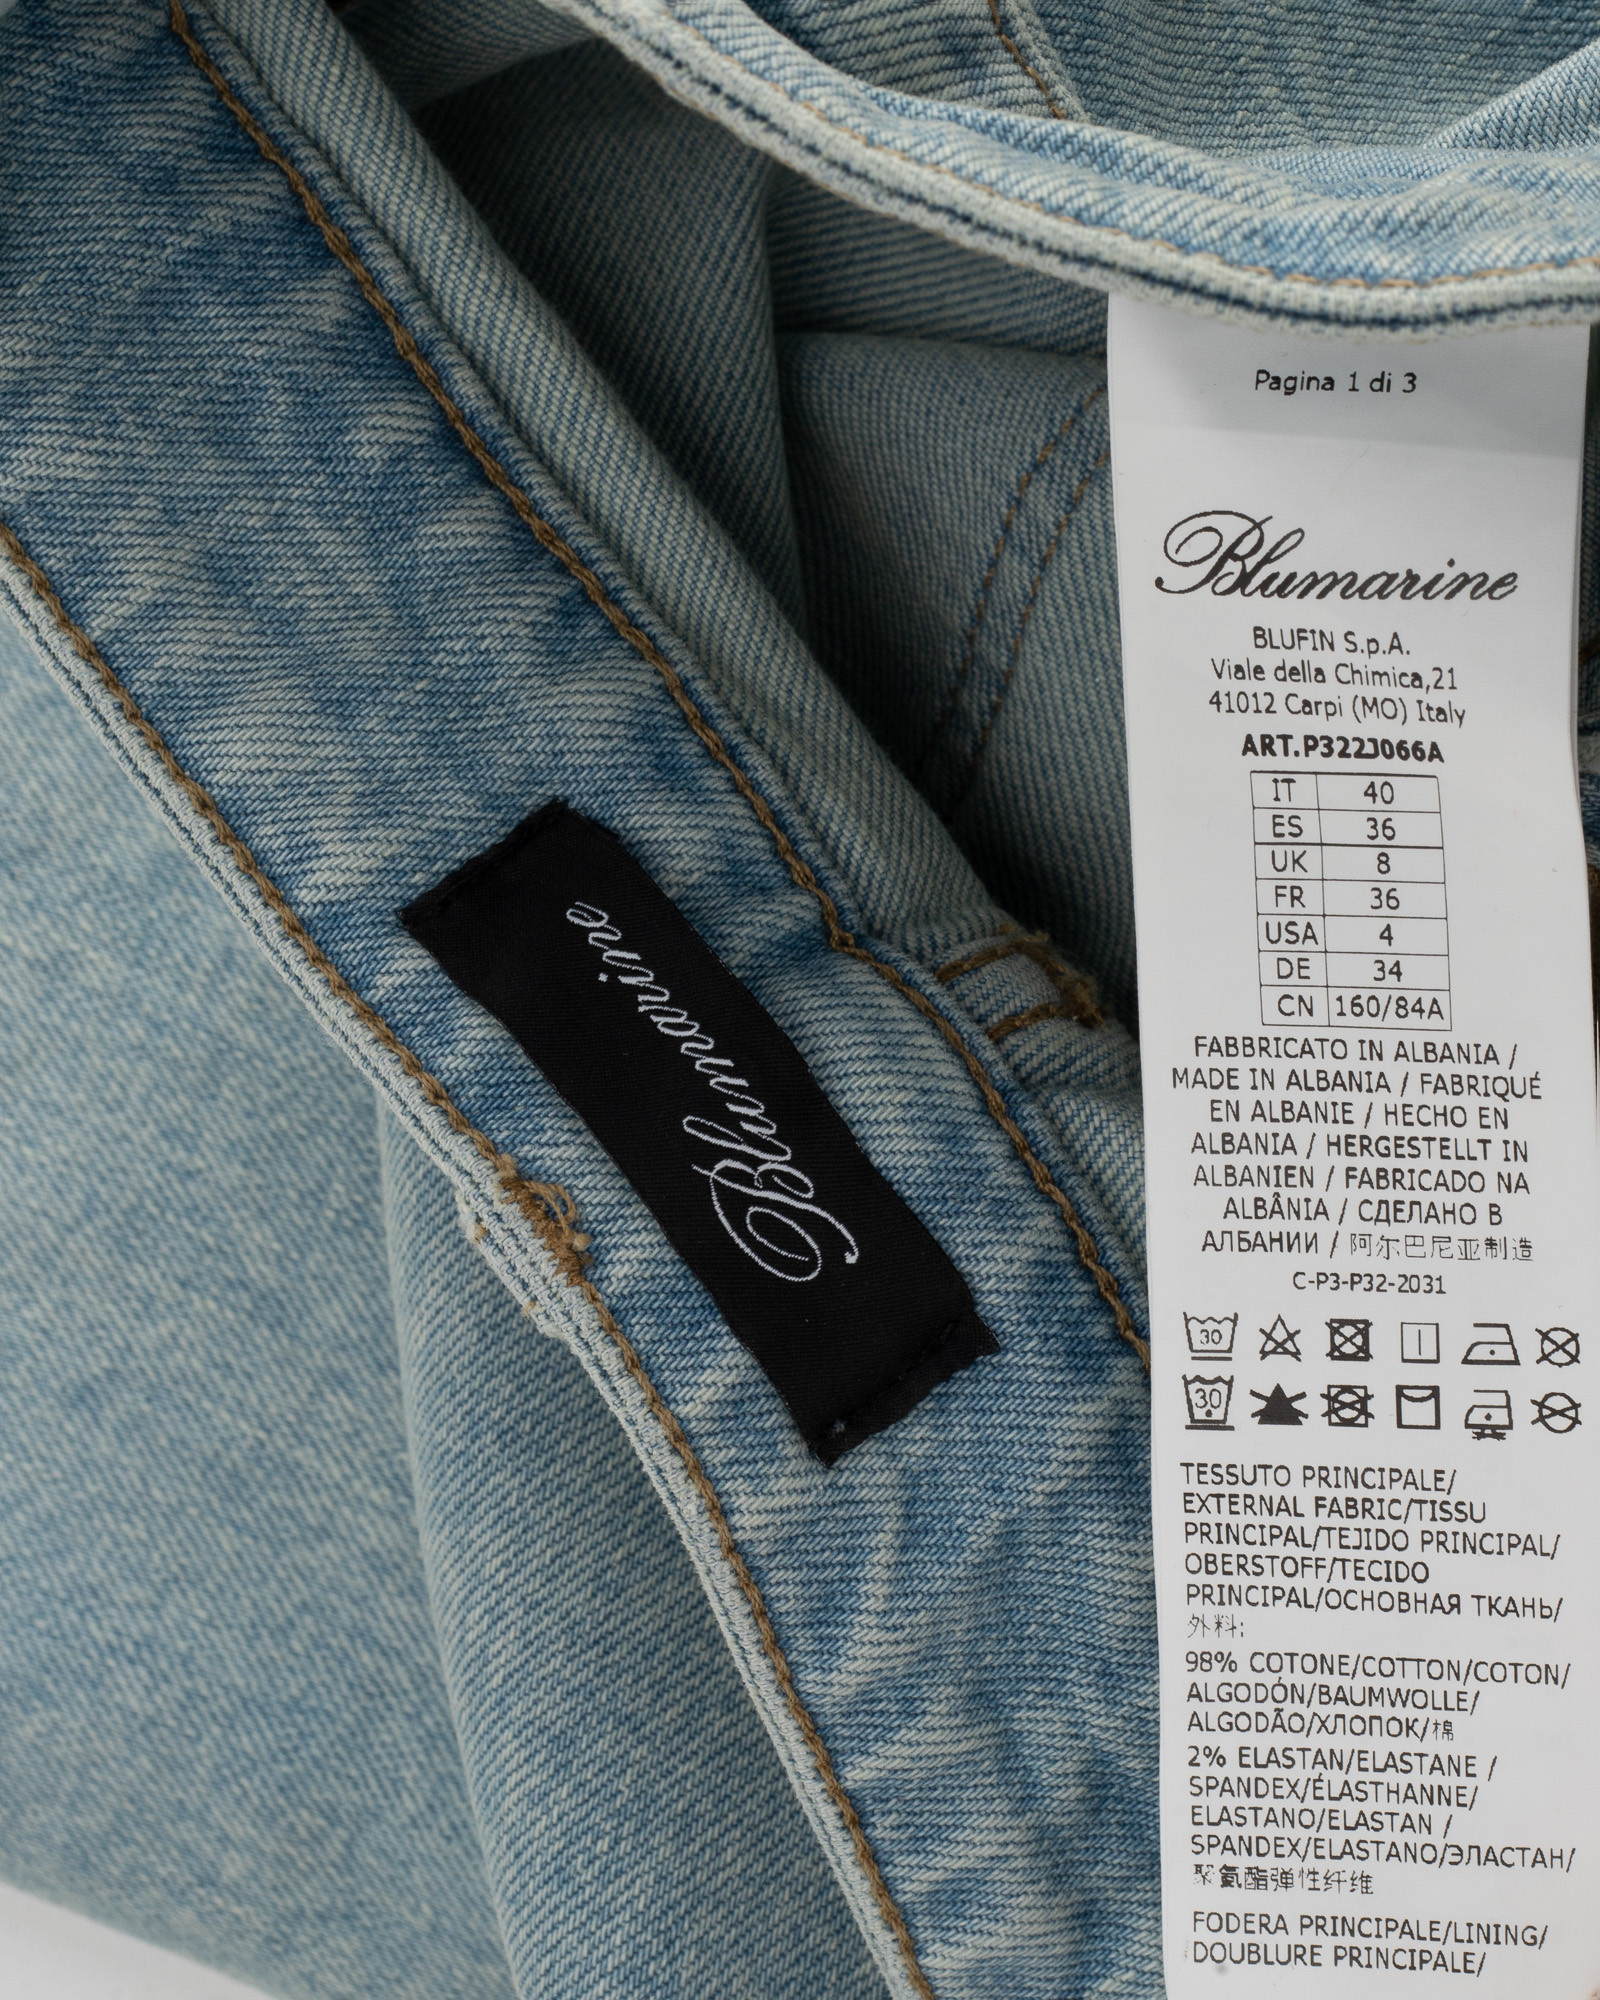 Pagina 1 di 3
Blumarine
BLUFIN S.p.A.
Viale della Chimica,21
41012 Carpi (MO) Italy
ART.P322J066A
IT 40
ES 36
UK 8
FR 36
USA 4
DE 34
CN 160/84A
FABBRICATO IN ALBANIA /
MADE IN ALBANIA / FABRIQUÉ
EN ALBANIE / HECHO EN
ALBANIA / HERGESTELLT IN
ALBANIEN / FABRICADO NA
ALBÂNIA / СДЕЛАНО В
АЛБАНИИ / 阿尔巴尼亚制造
C-P3-P32-2031
30
30
TESSUTO PRINCIPALE/
EXTERNAL FABRIC/TISSU
PRINCIPAL/TEJIDO PRINCIPAL/
OBERSTOFF/TECIDO
PRINCIPAL/ОСНОВНАЯ ТКАНЬ/
外料:
98% COTONE/COTTON/COTON/
ALGODÓN/BAUMWOLLE/
ALGODÃO/ХЛОПОК/棉
2% ELASTAN/ELASTANE /
SPANDEX/ÉLASTHANNE/
ELASTANO/ELASTAN /
SPANDEX/ELASTANO/ЭЛАСТАН/
聚氨酯弹性纤维
FODERA PRINCIPALE/LINING/
DOUBLURE PRINCIPALE/
Blumarine